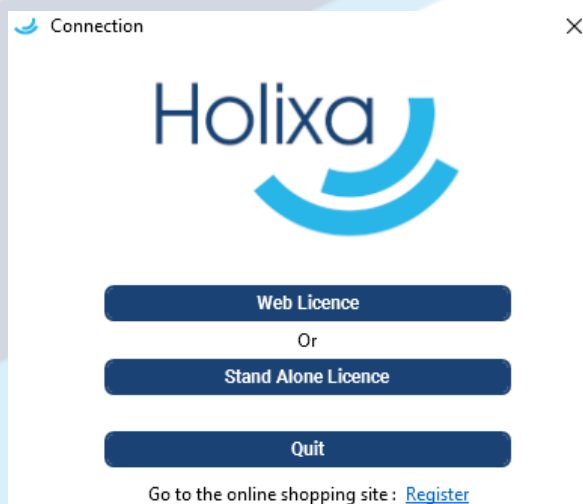 Connection
Holixa
Web Licence
Or
Stand Alone Licence
Quit
Go to the online shopping site : Register